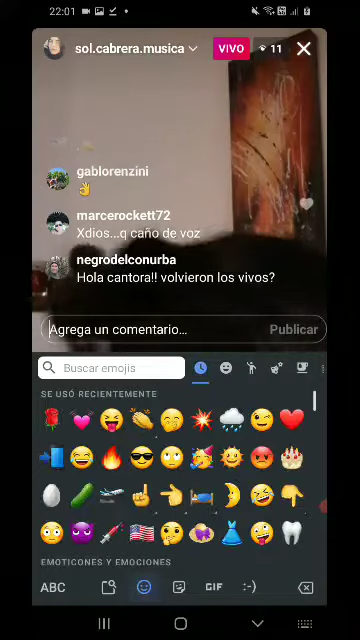 22:01
sol.cabrera.musica
VIVO
11
gablorenzini
marcerockett72
Xdios...q caño de voz
negrodelconurba
Hola cantora!! volvieron los vivos?
Agrega un comentario...
Publicar
Buscar emojis
SE USÓ RECIENTEMENTE
EMOTICONES Y EMOCIONES
ABC
GIF
:-)